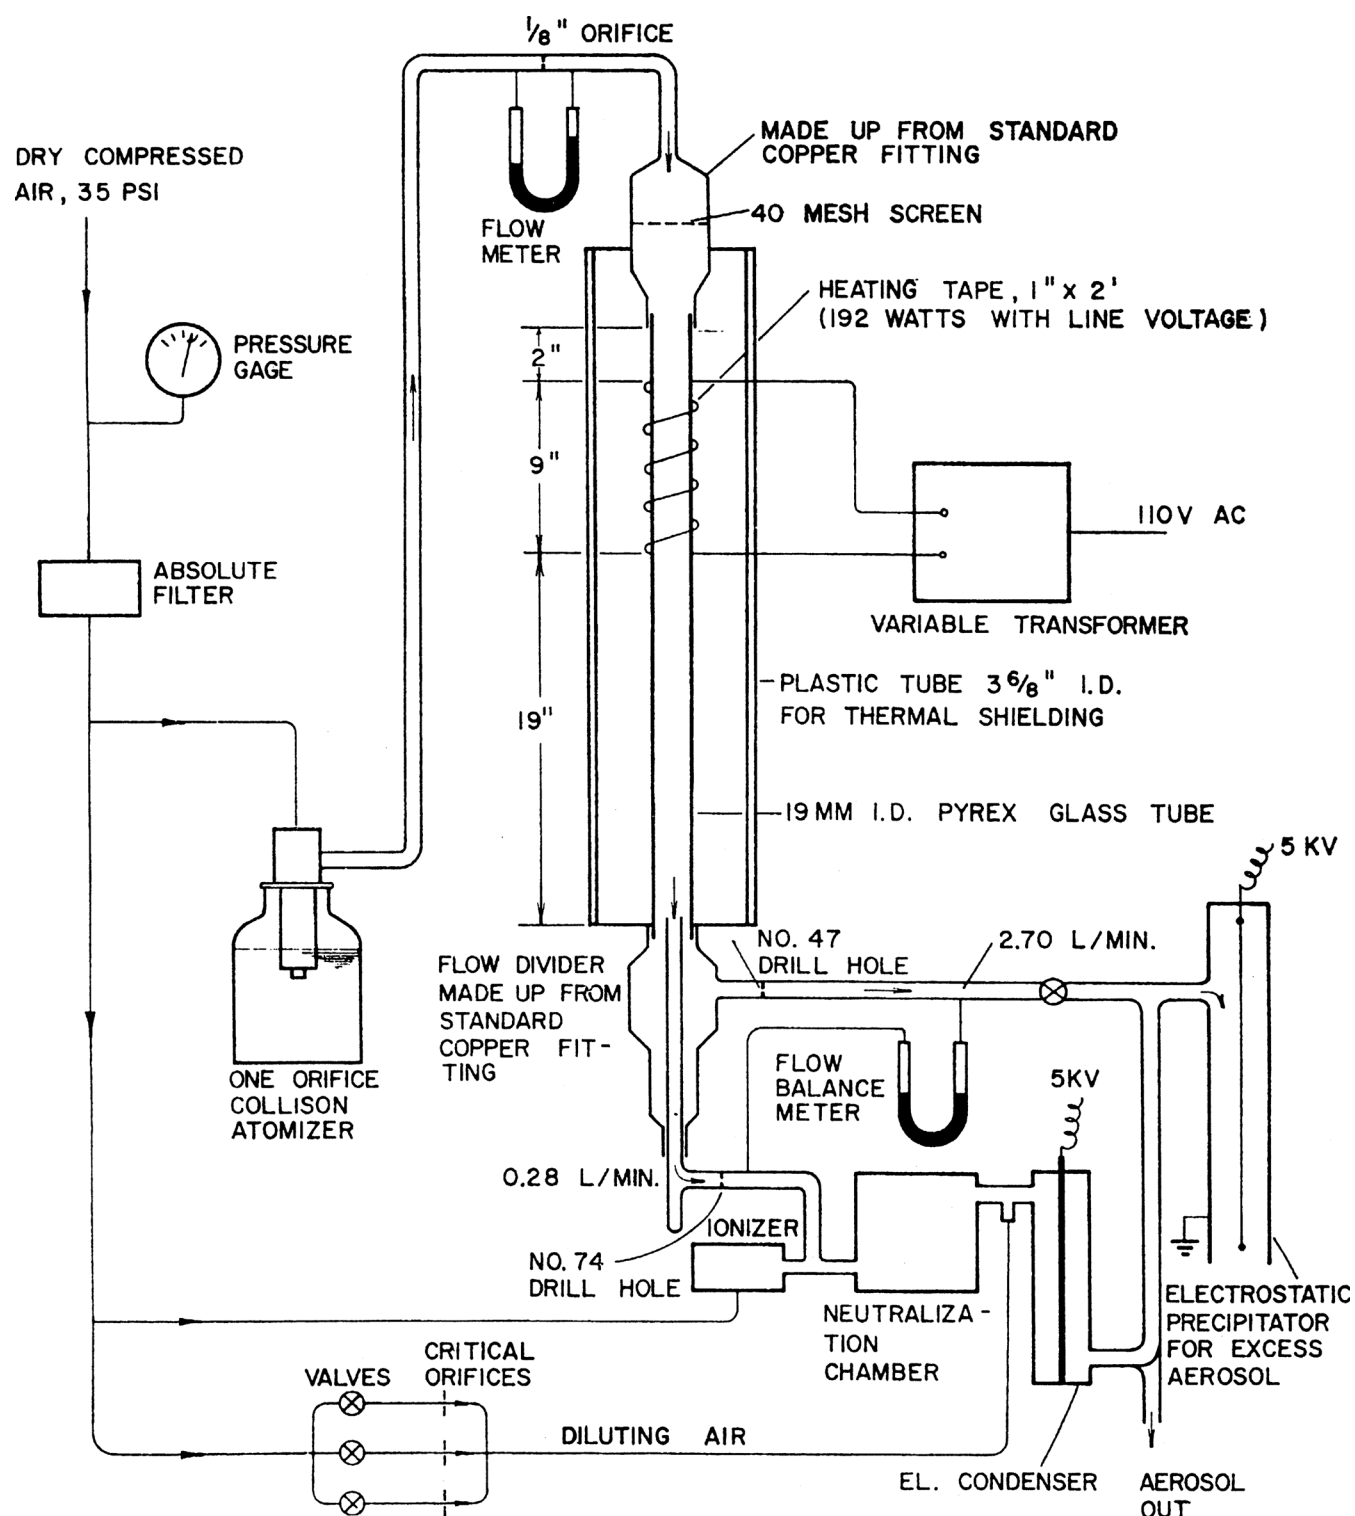 1/8" ORIFICE
DRY COMPRESSED
AIR, 35 PSI
MADE UP FROM STANDARD
COPPER FITTING
40 MESH SCREEN
FLOW
METER
HEATING TAPE, 1" X 2'
(192 WATTS WITH LINE VOLTAGE)
PRESSURE
GAGE
2"
9"
110V AC
ABSOLUTE
FILTER
VARIABLE TRANSFORMER
PLASTIC TUBE 3 6/8" I.D.
FOR THERMAL SHIELDING
19"
19MM I.D. PYREX GLASS TUBE
5 KV
NO. 47
DRILL HOLE
2.70 L/MIN.
FLOW DIVIDER
MADE UP FROM
STANDARD
COPPER FIT-
TING
FLOW
BALANCE
METER
5KV
ONE ORIFICE
COLLISON
ATOMIZER
0.28 L/MIN.
IONIZER
NO. 74
DRILL HOLE
NEUTRALIZA-
TION
CHAMBER
ELECTROSTATIC
PRECIPITATOR
FOR EXCESS
AEROSOL
VALVES
CRITICAL
ORIFICES
DILUTING AIR
EL. CONDENSER
AEROSOL
OUT